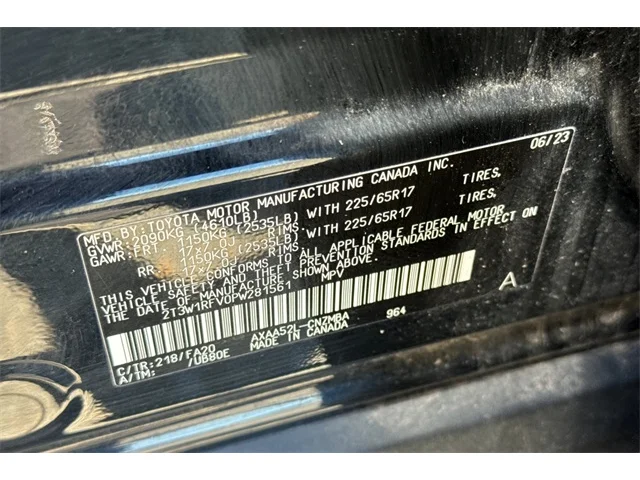 MFD.BY:TOYOTA MOTOR MANUFACTURING CANADA INC. 06/23
GVWR:2090KG (4610LB)
GAWR:FRT 1150KG (2535LB) WITH 225/65R17 TIRES,
17X7.0J RIMS,
RR 1150KG (2535LB) WITH 225/65R17 TIRES,
17X7.0J RIMS,
THIS VEHICLE CONFORMS TO ALL APPLICABLE FEDERAL MOTOR
VEHICLE SAFETY AND THEFT PREVENTION STANDARDS IN EFFECT
ON THE DATE OF MANUFACTURE SHOWN ABOVE.
2T3W1RFV0PW281561 MPV
A
C/TR:218/FA20 AXAA52L-CNZMBA 964
A/TM: /UB80E MADE IN CANADA